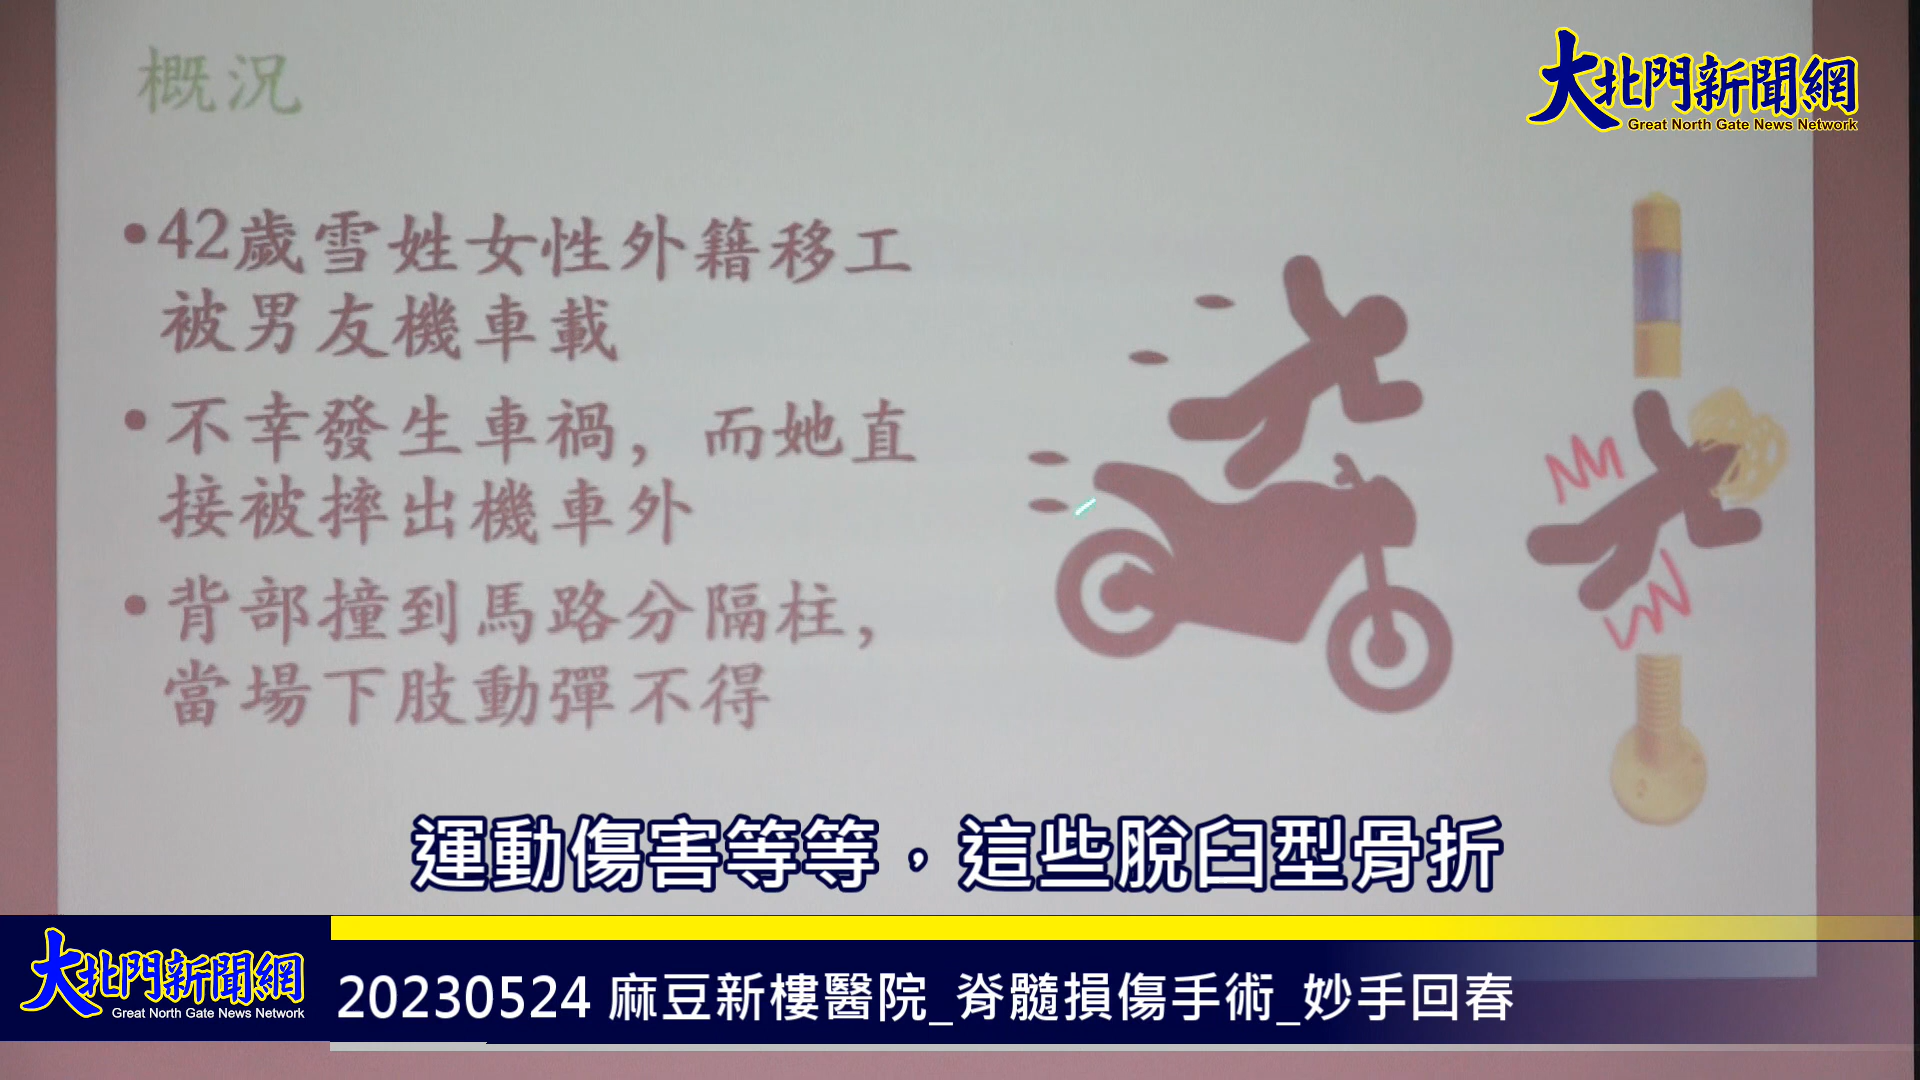 概況
大北門新聞網
Great North Gate News Network
•42歲雪姓女性外籍移工
被男友機車載
•不幸發生車禍，而她直
接被摔出機車外
•背部撞到馬路分隔柱，
當場下肢動彈不得
運動傷害等等，這些脫臼型骨折
大北門新聞網
Great North Gate News Network
20230524 麻豆新樓醫院_脊髓損傷手術_妙手回春